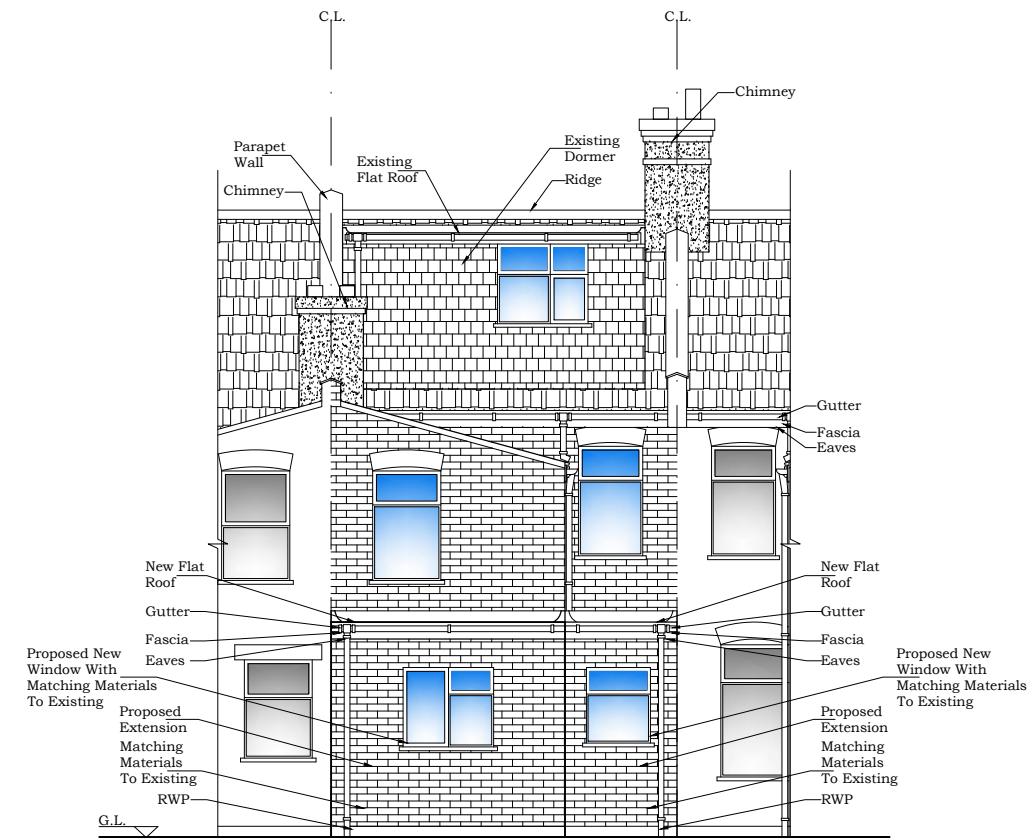 C.L.
C.L.
Chimney
Parapet
Wall
Existing
Flat Roof
Existing
Dormer
Ridge
Chimney
Gutter
Fascia
Eaves
New Flat
Roof
Gutter
Fascia
Eaves
Proposed New
Window With
Matching Materials
To Existing
Proposed
Extension
Matching
Materials
To Existing
RWP
G.L.
New Flat
Roof
Gutter
Fascia
Eaves
Proposed New
Window With
Matching Materials
To Existing
Proposed
Extension
Matching
Materials
To Existing
RWP